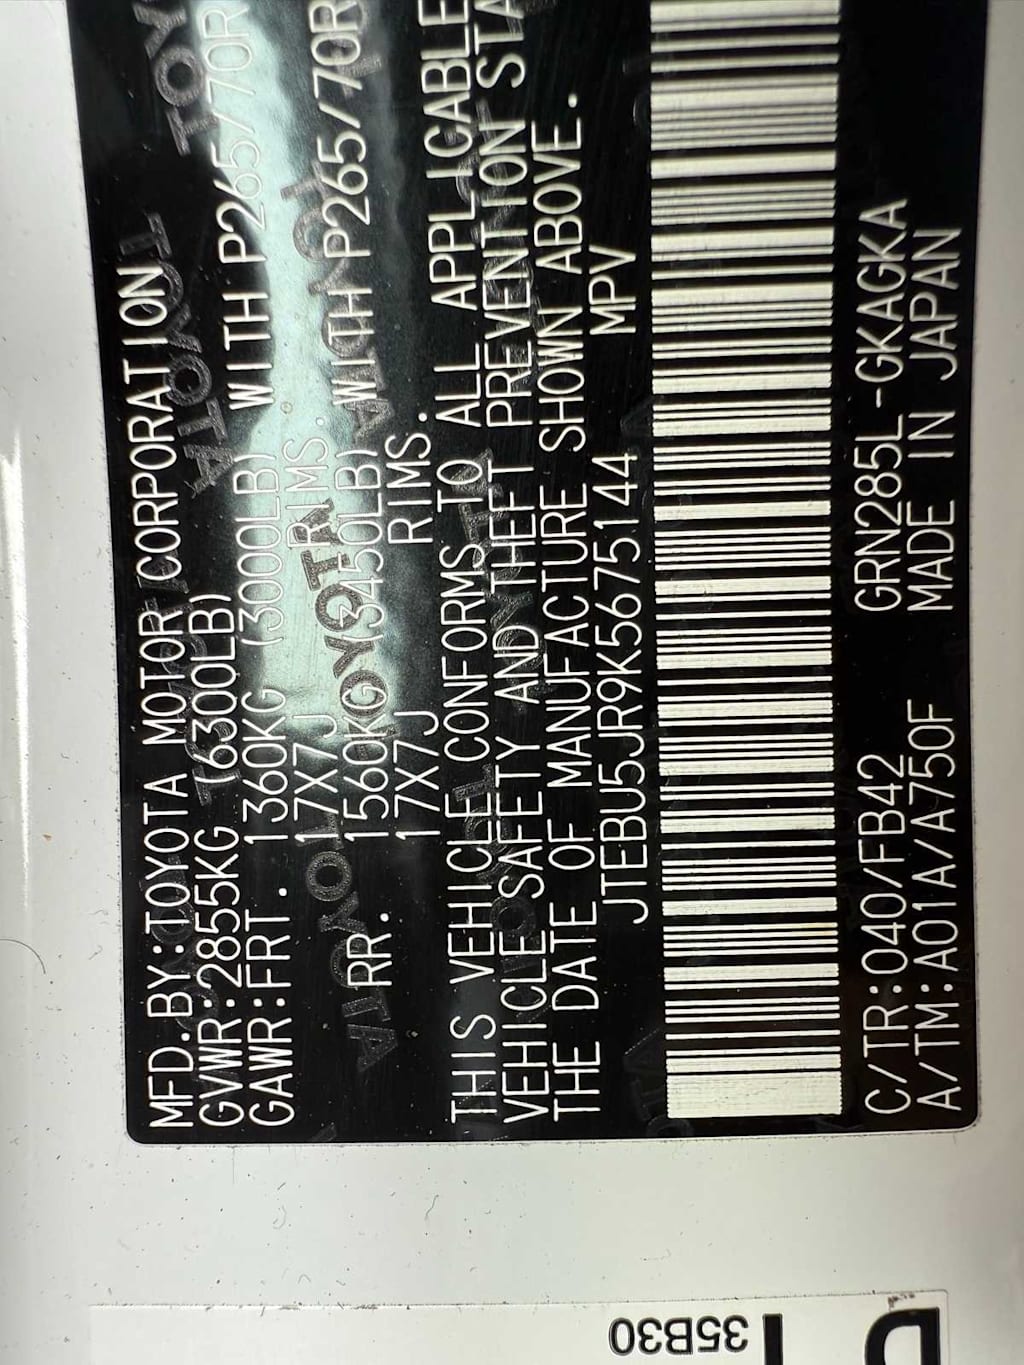 MFD.BY:TOYOTA MOTOR CORPORATION
GVWR:2855KG (6300LB)
GAWR:FRT. 1360KG (3000LB) WITH P265/70R
17X7J RIMS.
RR. 1560KG (3450LB) WITH P265/70R
17X7J RIMS.
THIS VEHICLE CONFORMS TO ALL APPLICABLE
VEHICLE SAFETY AND THEFT PREVENTION STA
THE DATE OF MANUFACTURE SHOWN ABOVE.
JTEBU5JR9K5675144 MPV
C/TR:040/FB42 GRN285L-GKAGKA
A/TM:A01A/A750F MADE IN JAPAN
35B30